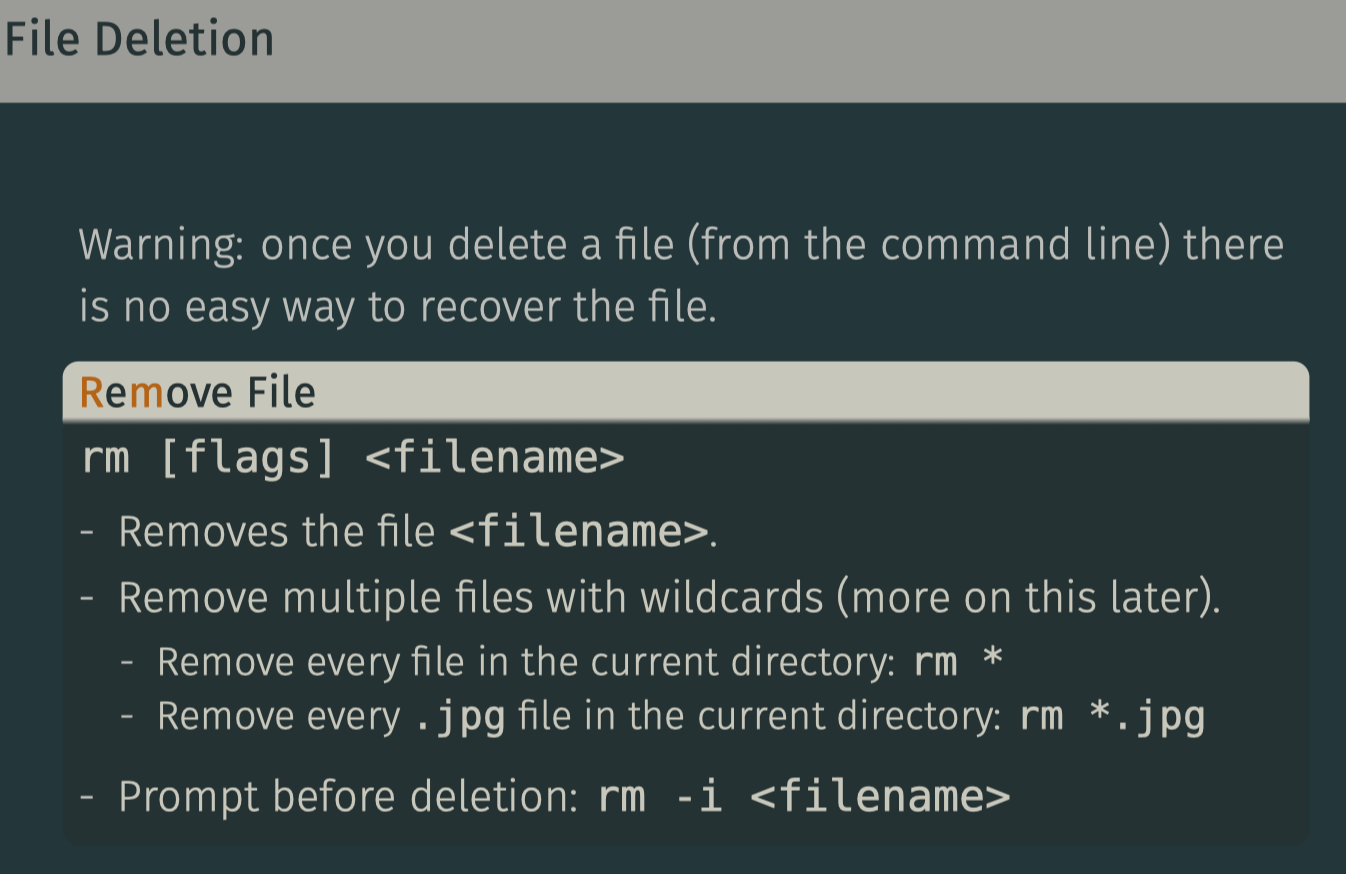 File Deletion
Warning: once you delete a file (from the command line) there
is no easy way to recover the file.
Remove File
rm [flags] <filename>
- Removes the file <filename>.
- Remove multiple files with wildcards (more on this later).
- Remove every file in the current directory: rm *
- Remove every .jpg file in the current directory: rm *.jpg
- Prompt before deletion: rm -i <filename>